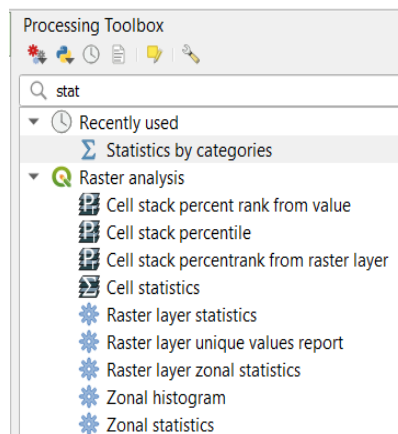 Processing Toolbox
stat
Recently used
Statistics by categories
Raster analysis
Cell stack percent rank from value
Cell stack percentile
Cell stack percentrank from raster layer
Cell statistics
Raster layer statistics
Raster layer unique values report
Raster layer zonal statistics
Zonal histogram
Zonal statistics